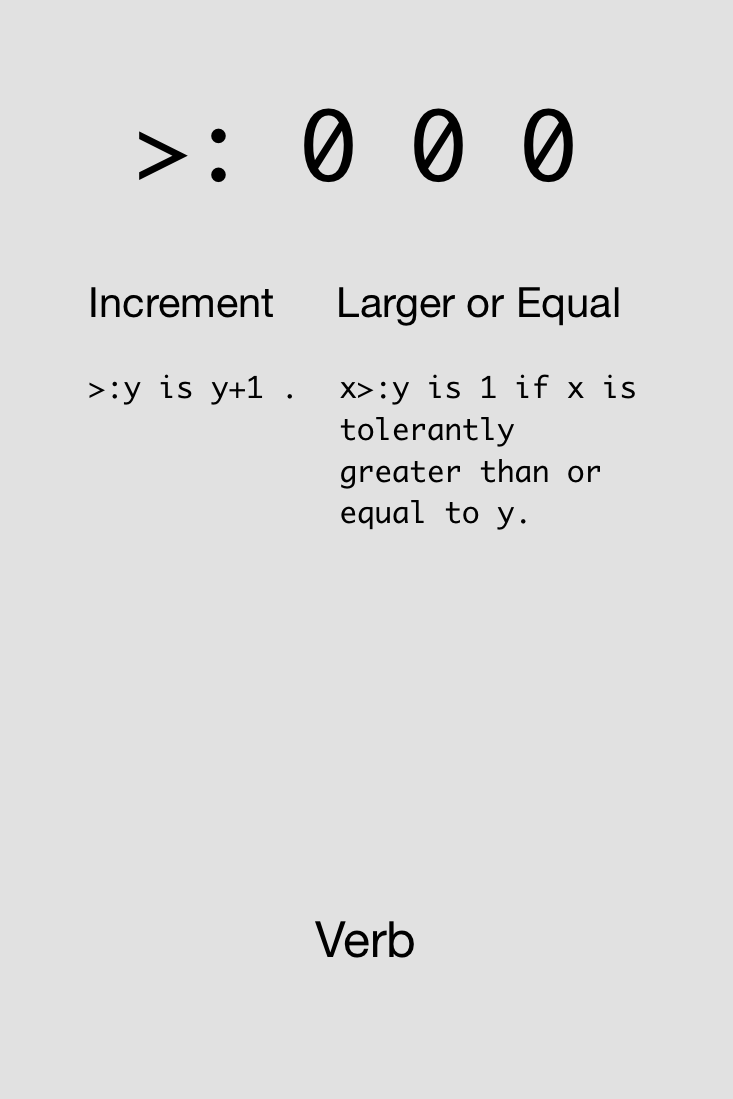 >: 0 0 0
Increment
>:y is y+1 .
Larger or Equal
x>:y is 1 if x is
tolerantly
greater than or
equal to y.
Verb